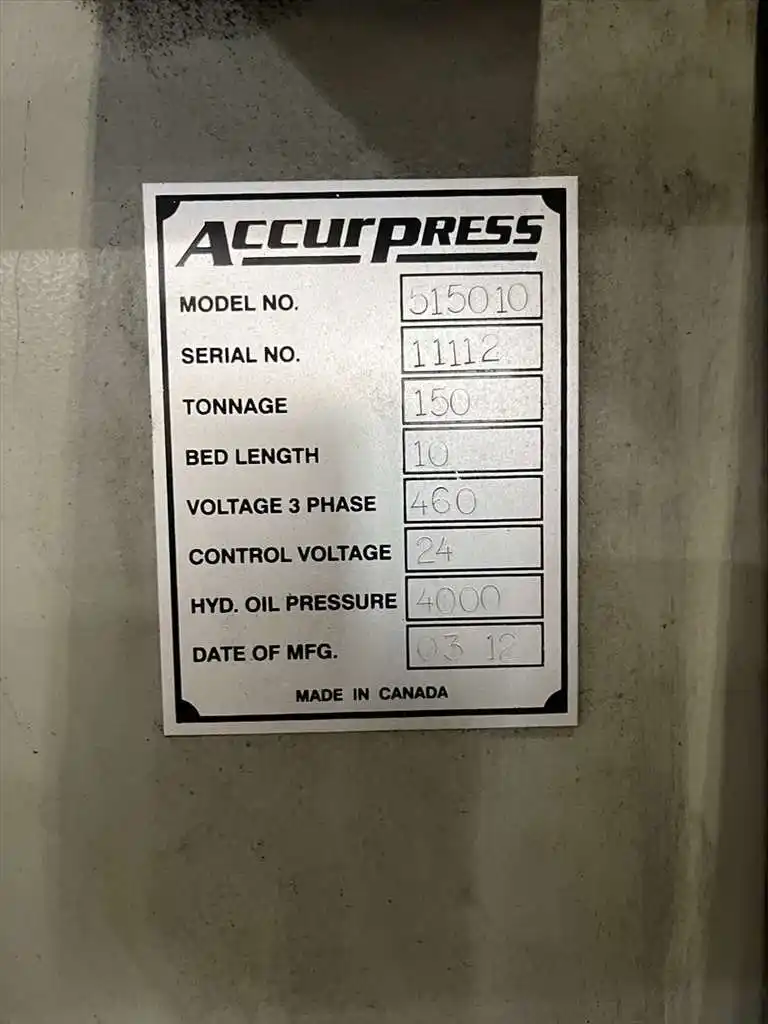 ACCURPRESS
MODEL NO. 515010
SERIAL NO. 11112
TONNAGE 150
BED LENGTH 10
VOLTAGE 3 PHASE 460
CONTROL VOLTAGE 24
HYD. OIL PRESSURE 4000
DATE OF MFG. 03 12
MADE IN CANADA